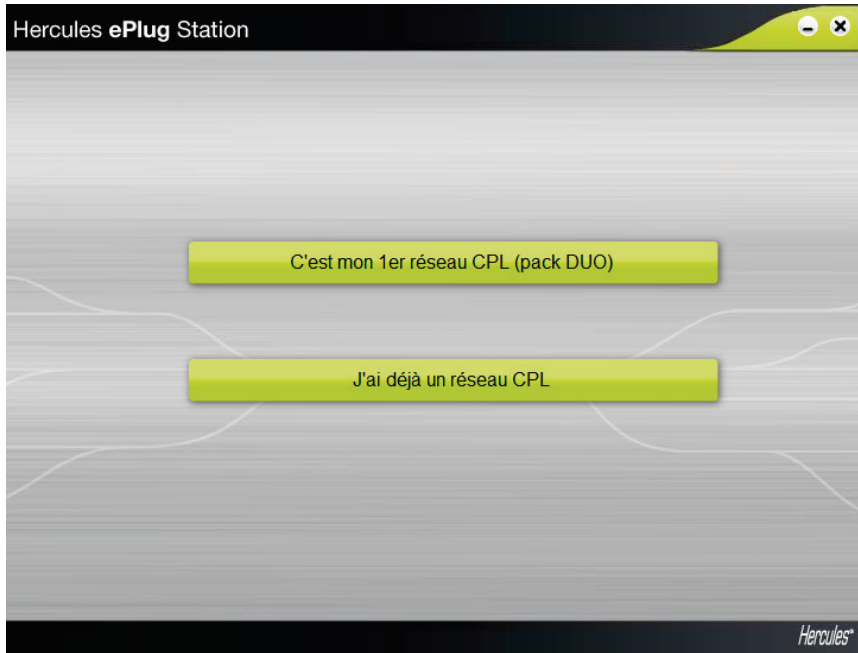 Hercules ePlug Station
C'est mon 1er réseau CPL (pack DUO)
J'ai déjà un réseau CPL
Hercules